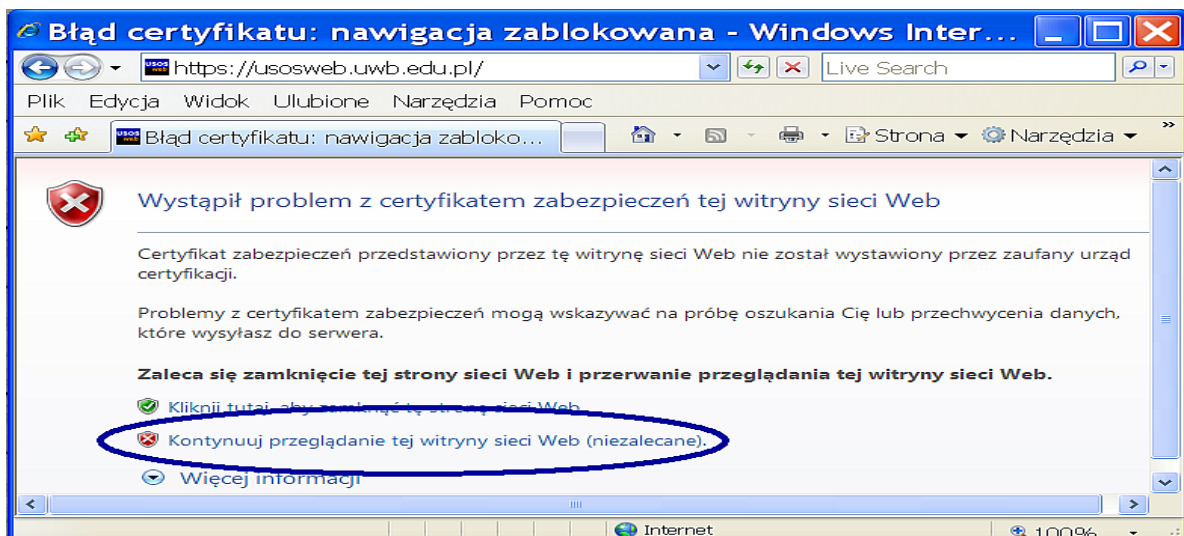 Błąd certyfikatu: nawigacja zablokowana - Windows Inter...
https://usosweb.uwb.edu.pl/ Live Search
Plik Edycja Widok Ulubione Narzędzia Pomoc
USOS web Błąd certyfikatu: nawigacja zabloko... Strona Narzędzia »
Wystąpił problem z certyfikatem zabezpieczeń tej witryny sieci Web
Certyfikat zabezpieczeń przedstawiony przez tę witrynę sieci Web nie został wystawiony przez zaufany urząd
certyfikacji.
Problemy z certyfikatem zabezpieczeń mogą wskazywać na próbę oszukania Cię lub przechwycenia danych,
które wysyłasz do serwera.
Zaleca się zamknięcie tej strony sieci Web i przerwanie przeglądania tej witryny sieci Web.
Kliknij tutaj, aby zamknąć tę stronę sieci Web.
Kontynuuj przeglądanie tej witryny sieci Web (niezalecane).
Więcej informacji
Internet 100%